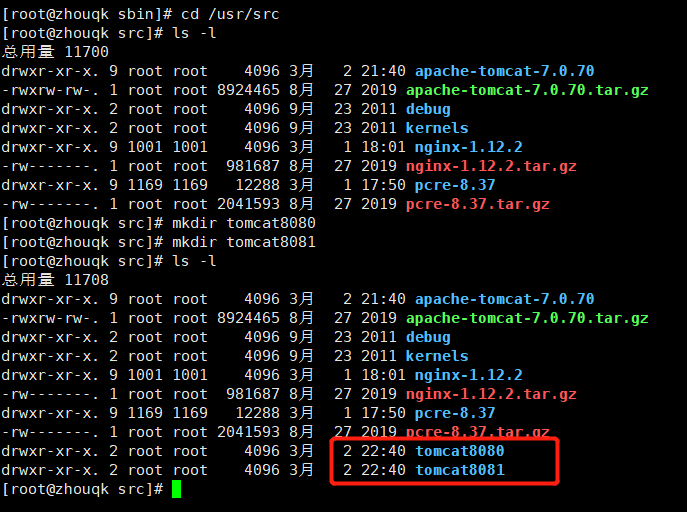 [root@zhouqk sbin]# cd /usr/src
[root@zhouqk src]# ls -l
总用量 11700
drwxr-xr-x. 9 root root    4096 3月   2 21:40 apache-tomcat-7.0.70
-rwxrw-rw-. 1 root root 8924465 8月  27 2019 apache-tomcat-7.0.70.tar.gz
drwxr-xr-x. 2 root root    4096 9月  23 2011 debug
drwxr-xr-x. 2 root root    4096 9月  23 2011 kernels
drwxr-xr-x. 9 1001 1001    4096 3月   1 18:01 nginx-1.12.2
-rw-------. 1 root root  981687 8月  27 2019 nginx-1.12.2.tar.gz
drwxr-xr-x. 9 1169 1169   12288 3月   1 17:50 pcre-8.37
-rw-------. 1 root root 2041593 8月  27 2019 pcre-8.37.tar.gz
[root@zhouqk src]# mkdir tomcat8080
[root@zhouqk src]# mkdir tomcat8081
[root@zhouqk src]# ls -l
总用量 11708
drwxr-xr-x. 9 root root    4096 3月   2 21:40 apache-tomcat-7.0.70
-rwxrw-rw-. 1 root root 8924465 8月  27 2019 apache-tomcat-7.0.70.tar.gz
drwxr-xr-x. 2 root root    4096 9月  23 2011 debug
drwxr-xr-x. 2 root root    4096 9月  23 2011 kernels
drwxr-xr-x. 9 1001 1001    4096 3月   1 18:01 nginx-1.12.2
-rw-------. 1 root root  981687 8月  27 2019 nginx-1.12.2.tar.gz
drwxr-xr-x. 9 1169 1169   12288 3月   1 17:50 pcre-8.37
-rw-------. 1 root root 2041593 8月  27 2019 pcre-8.37.tar.gz
drwxr-xr-x. 2 root root    4096 3月   2 22:40 tomcat8080
drwxr-xr-x. 2 root root    4096 3月   2 22:40 tomcat8081
[root@zhouqk src]#